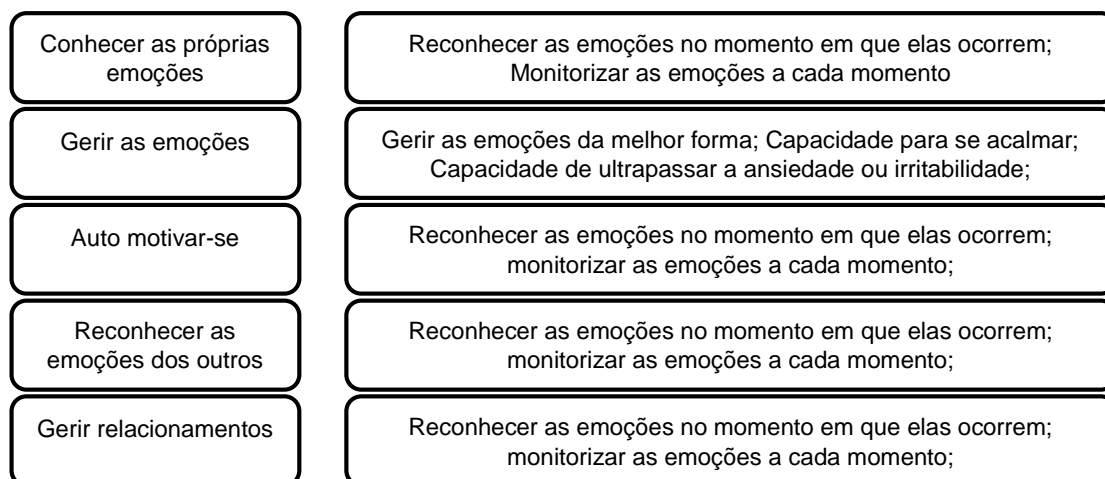 Conhecer as próprias
emoções
Reconhecer as emoções no momento em que elas ocorrem;
Monitorizar as emoções a cada momento
Gerir as emoções
Gerir as emoções da melhor forma; Capacidade para se acalmar;
Capacidade de ultrapassar a ansiedade ou irritabilidade;
Auto motivar-se
Reconhecer as emoções no momento em que elas ocorrem;
monitorizar as emoções a cada momento;
Reconhecer as
emoções dos outros
Reconhecer as emoções no momento em que elas ocorrem;
monitorizar as emoções a cada momento;
Gerir relacionamentos
Reconhecer as emoções no momento em que elas ocorrem;
monitorizar as emoções a cada momento;